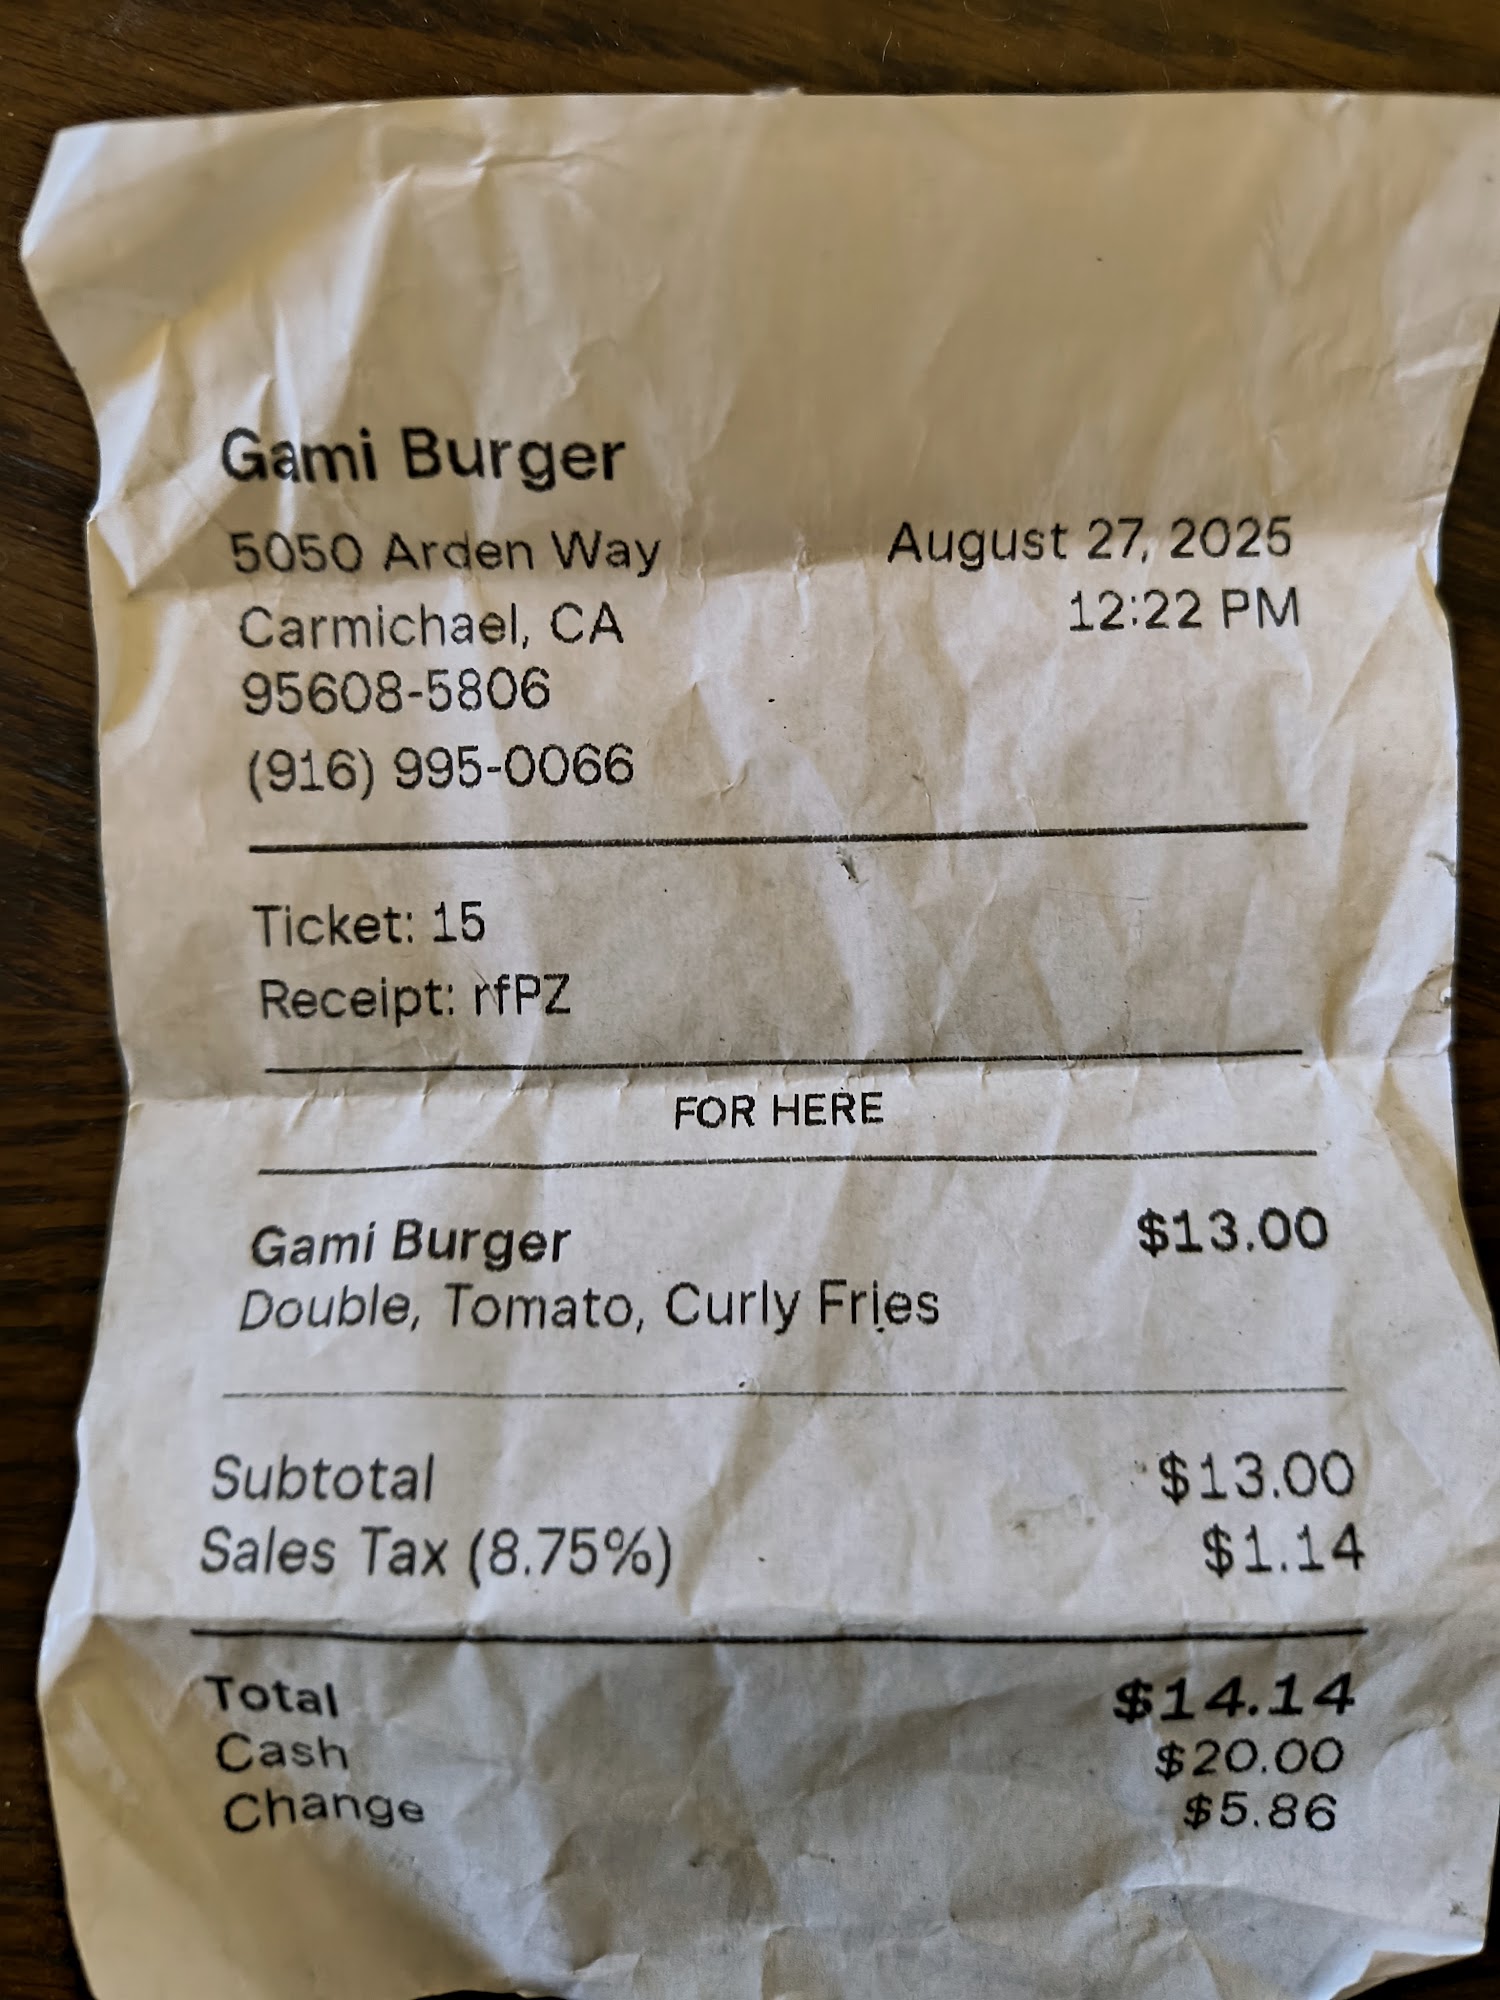 Gami Burger
5050 Arden Way August 27, 2025
Carmichael, CA 12:22 PM
95608-5806
(916) 995-0066
Ticket: 15
Receipt: rfPZ
FOR HERE
Gami Burger $13.00
Double, Tomato, Curly Fries
Subtotal $13.00
Sales Tax (8.75%) $1.14
Total $14.14
Cash $20.00
Change $5.86